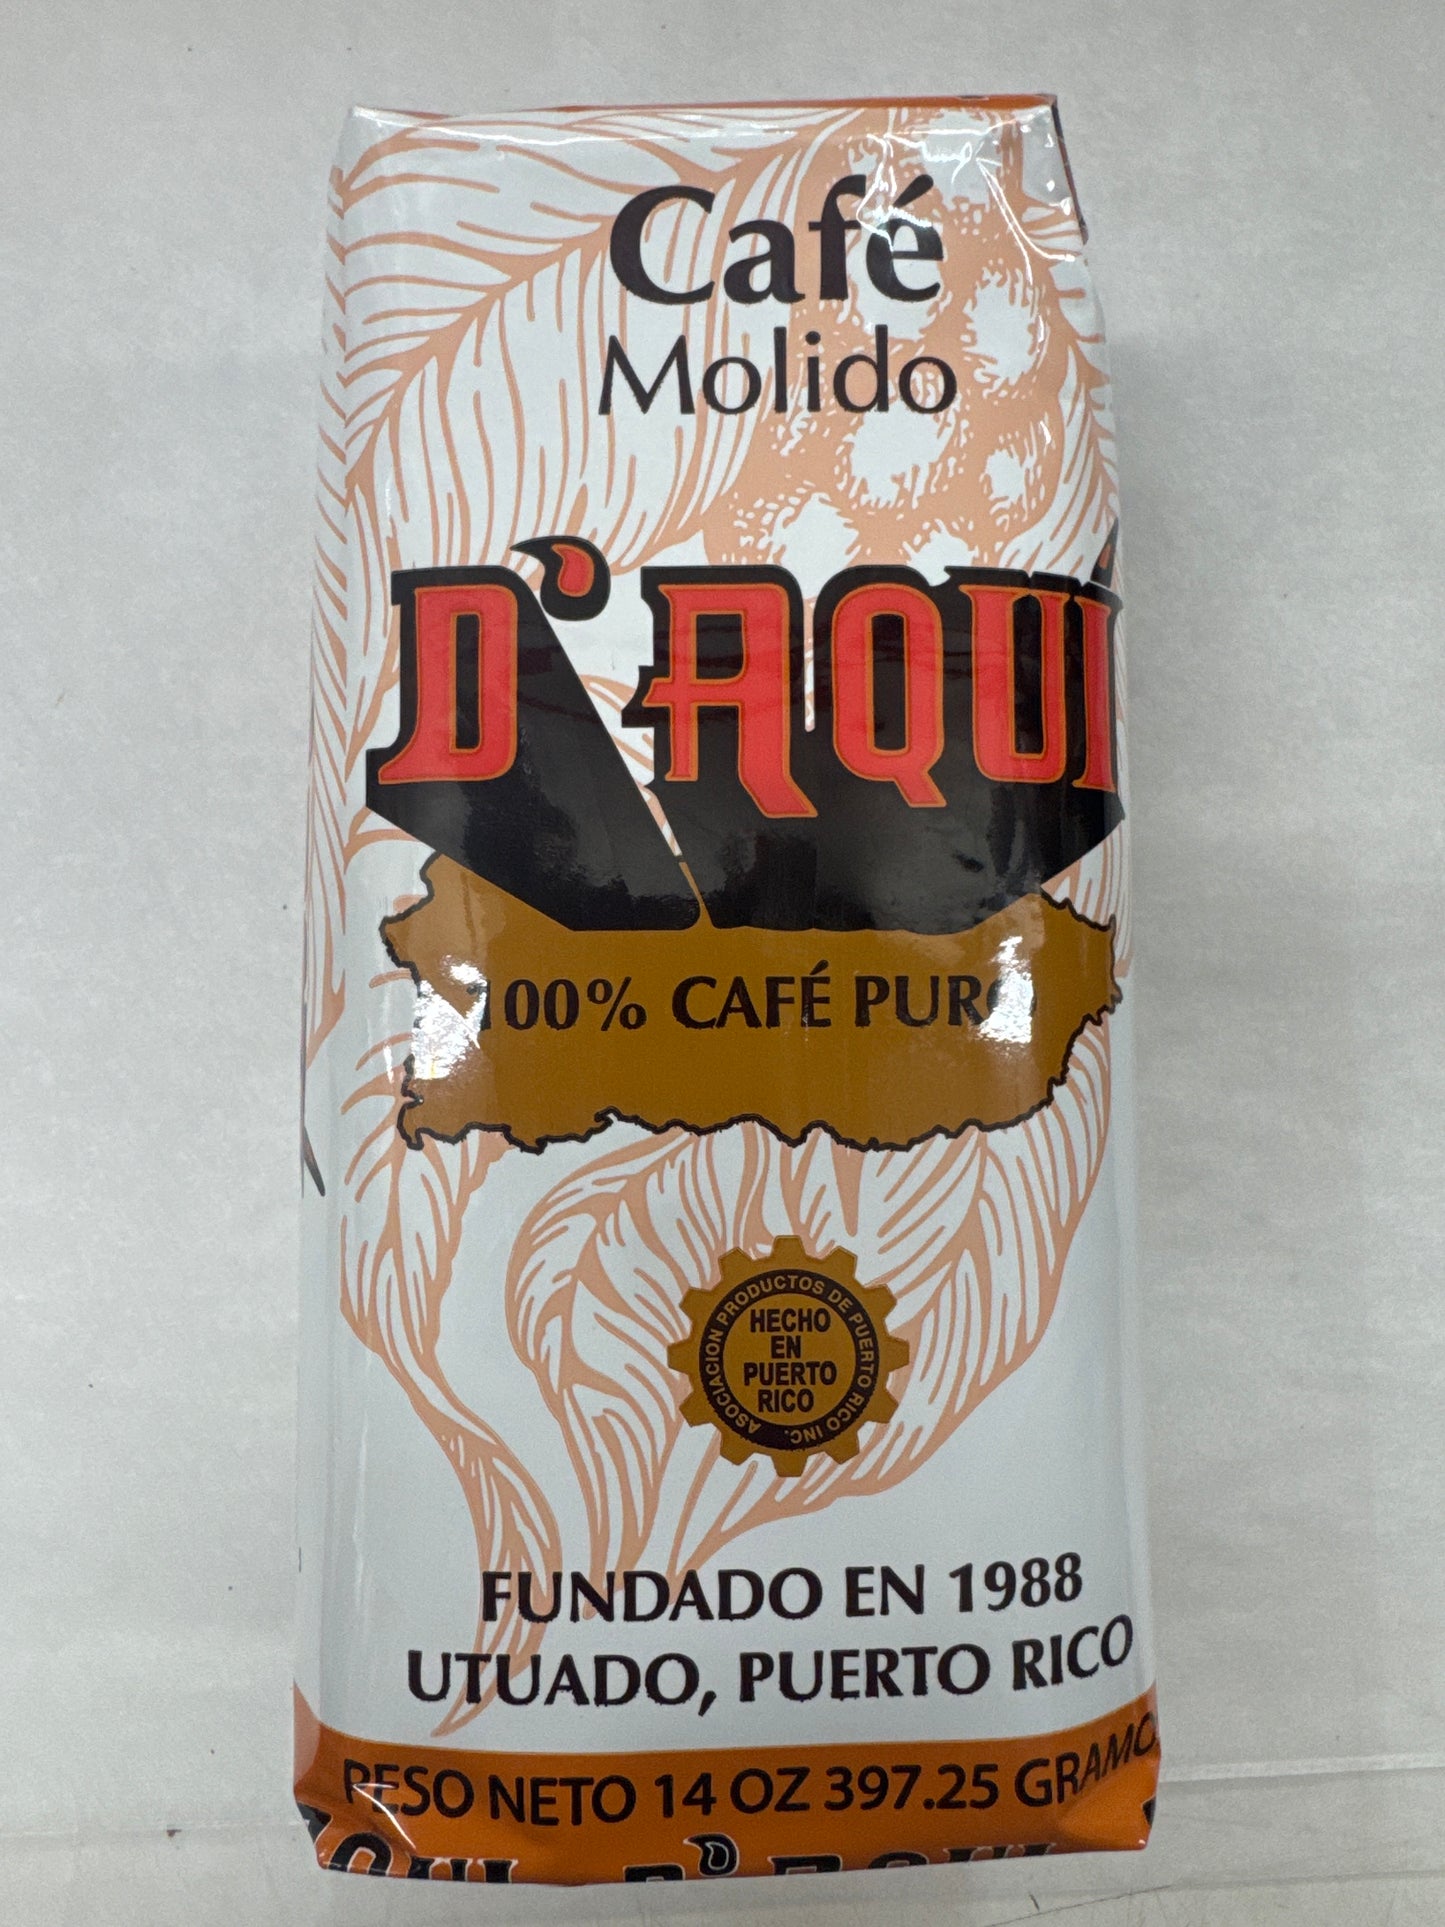 Café
Molido
D'AQUÍ
100% CAFÉ PURO
ASOCIACION PRODUCTOS DE PUERTO RICO INC.
HECHO
EN
PUERTO
RICO
FUNDADO EN 1988
UTUADO, PUERTO RICO
PESO NETO 14 OZ 397.25 GRAMOS
D'AQUÍ